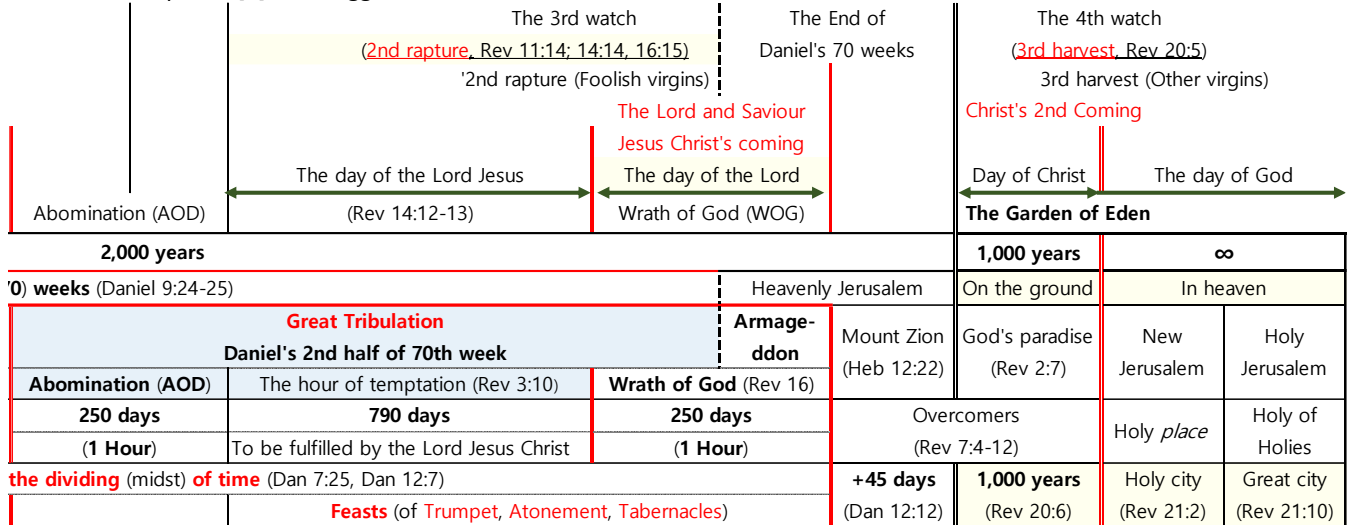 The 3rd watch The End of The 4th watch
(2nd rapture, Rev 11:14; 14:14, 16:15) Daniel's 70 weeks (3rd harvest, Rev 20:5)
'2nd rapture (Foolish virgins) 3rd harvest (Other virgins)
The Lord and Saviour Christ's 2nd Coming
Jesus Christ's coming
The day of the Lord Jesus The day of the Lord Day of Christ The day of God
Abomination (AOD) (Rev 14:12-13) Wrath of God (WOG) The Garden of Eden
2,000 years 1,000 years ∞
0) weeks (Daniel 9:24-25) Heavenly Jerusalem On the ground In heaven
Great Tribulation
Daniel's 2nd half of 70th week
Armage-
ddon
Mount Zion
(Heb 12:22)
God's paradise
(Rev 2:7)
New
Jerusalem
Holy
Jerusalem
Abomination (AOD) The hour of temptation (Rev 3:10) Wrath of God (Rev 16)
250 days 790 days 250 days
(1 Hour) To be fulfilled by the Lord Jesus Christ (1 Hour)
Overcomers
(Rev 7:4-12)
Holy place
Holy of
Holies
the dividing (midst) of time (Dan 7:25, Dan 12:7)
Feasts (of Trumpet, Atonement, Tabernacles)
+45 days
(Dan 12:12)
1,000 years
(Rev 20:6)
Holy city
(Rev 21:2)
Great city
(Rev 21:10)